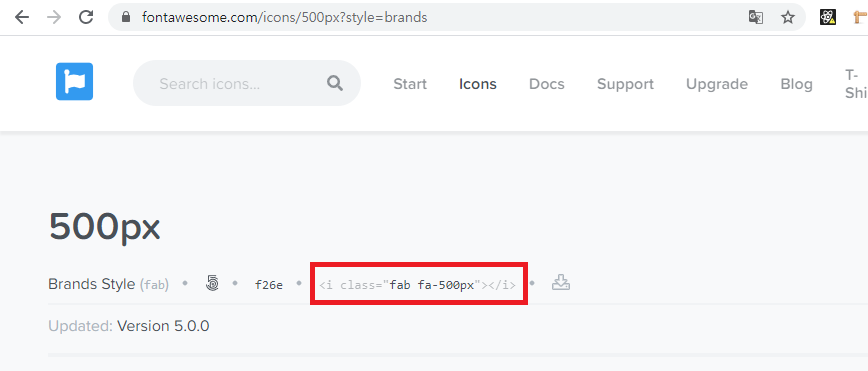 fontawesome.com/icons/500px?style=brands
Search icons...
Start Icons Docs Support Upgrade Blog T-
Shi
500px
Brands Style (fab) • • f26e • <i class="fab fa-500px"></i> •
Updated: Version 5.0.0